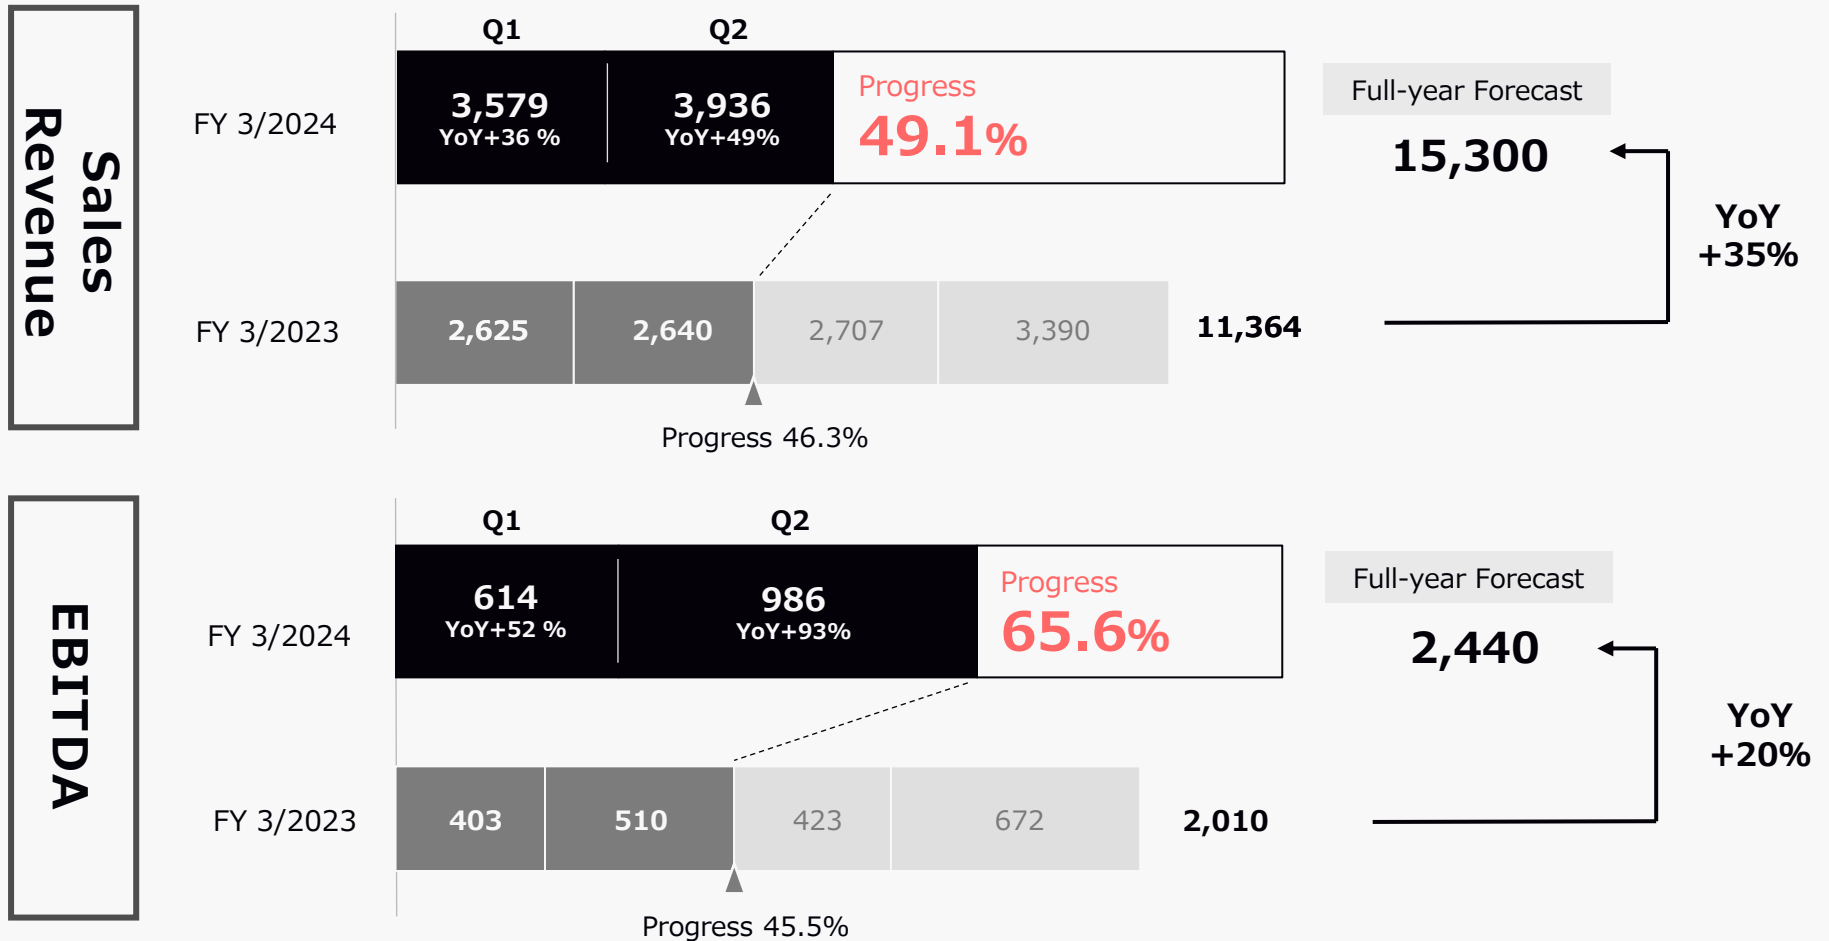 Sales
Revenue
Q1
Q2
FY 3/2024
3,579
YoY+36 %
3,936
YoY+49%
Progress
49.1%
Full-year Forecast
15,300
YoY
+35%
FY 3/2023
2,625
2,640
2,707
3,390
11,364
Progress 46.3%
EBITDA
Q1
Q2
FY 3/2024
614
YoY+52 %
986
YoY+93%
Progress
65.6%
Full-year Forecast
2,440
YoY
+20%
FY 3/2023
403
510
423
672
2,010
Progress 45.5%